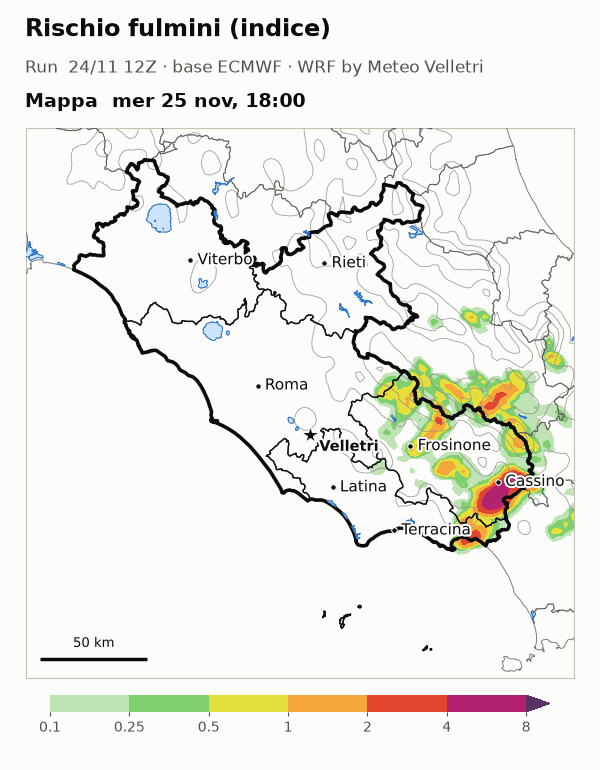 Rischio fulmini (indice)
Run 24/11 12Z · base ECMWF · WRF by Meteo Velletri
Mappa mer 25 nov, 18:00
Viterbo
Rieti
Roma
Velletri
Frosinone
Cassino
Latina
Terracina
50 km
0.1 0.25 0.5 1 2 4 8